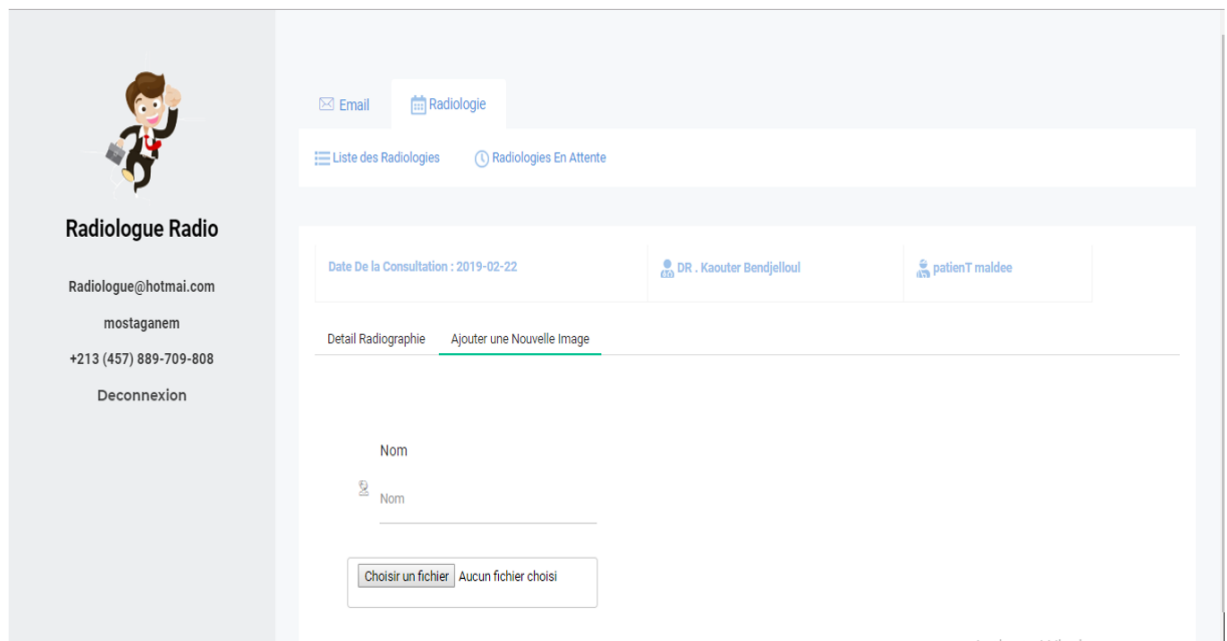 Email Radiologie
Liste des Radiologies Radiologies En Attente
Radiologue Radio
Radiologue@hotmai.com
mostaganem
+213 (457) 889-709-808
Deconnexion
Date De la Consultation : 2019-02-22 DR . Kaouter Bendjelloul patienT maldee
Detail Radiographie Ajouter une Nouvelle Image
Nom
Nom
Choisir un fichier Aucun fichier choisi